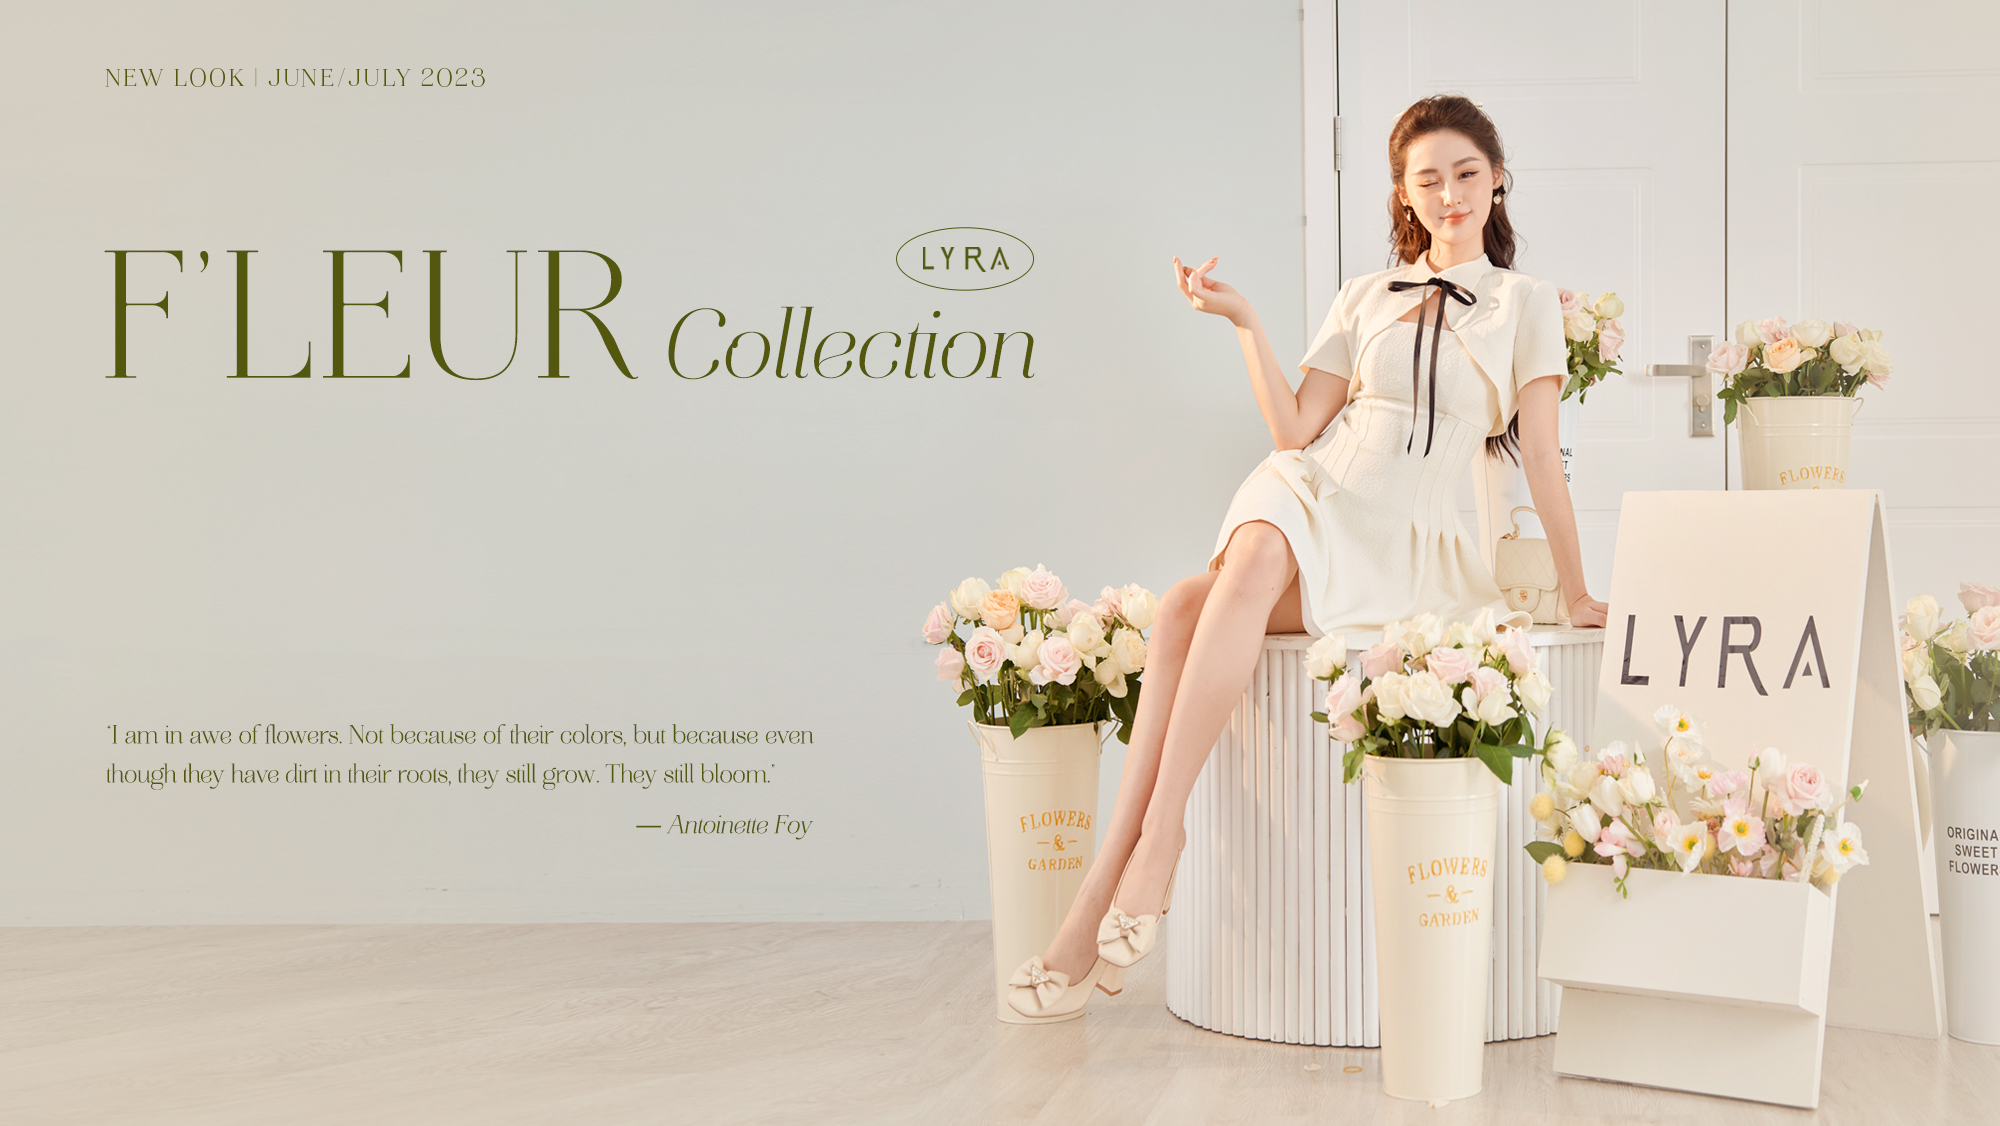 NEW LOOK | JUNE/JULY 2023
F'LEUR Collection
LYRA
"I am in awe of flowers. Not because of their colors, but because even
though they have dirt in their roots, they still grow. They still bloom."
— Antoinette Foy
FLOWERS
LYRA
FLOWERS
&
GARDEN
FLOWERS
&
GARDEN
ORIGINA
SWEET
FLOWER